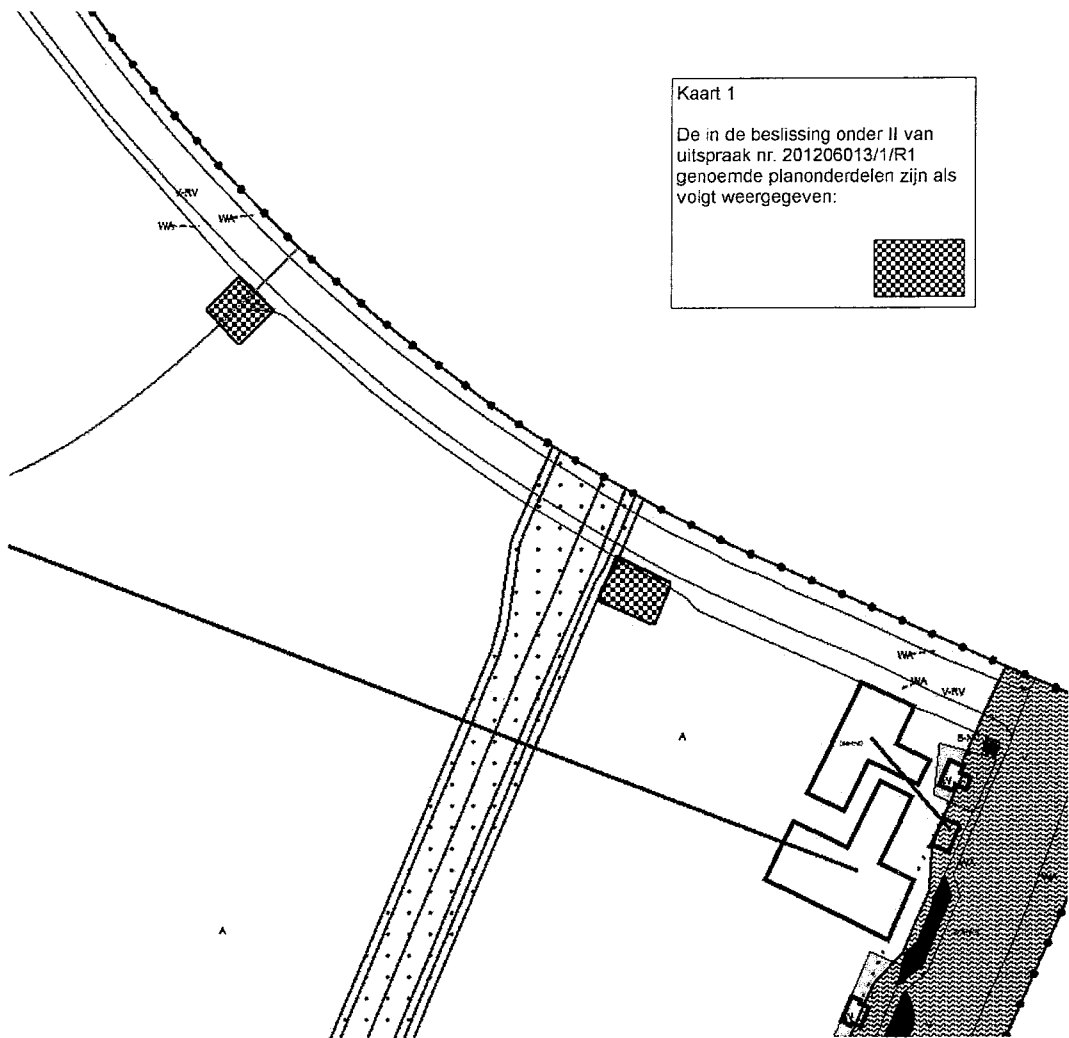 Kaart 1
De in de beslissing onder II van
uitspraak nr. 201206013/1/R1
genoemde planonderdelen zijn als
volgt weergegeven:
V-RV
WA
WA
WA
WA
V-RV
A
A